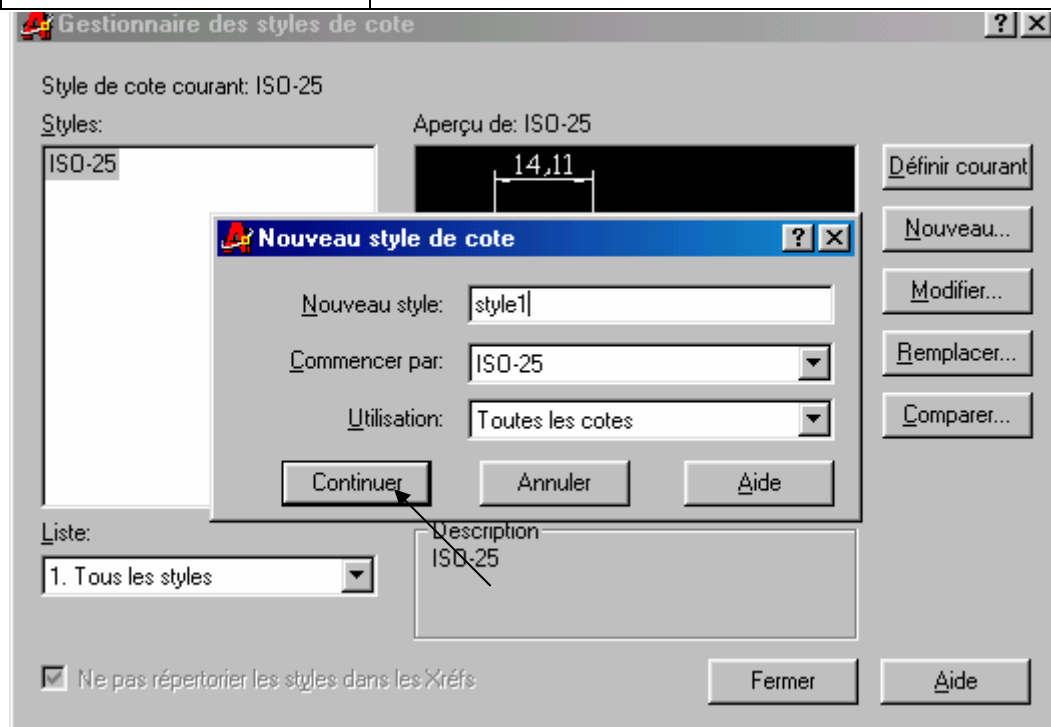 Gestionnaire des styles de cote
Style de cote courant: ISO-25
Styles:
Aperçu de: ISO-25
ISO-25
14,11
Définir courant
Nouveau...
Modifier...
Remplacer...
Comparer...
Nouveau style de cote
Nouveau style: style1
Commencer par: ISO-25
Utilisation: Toutes les cotes
Continuer Annuler Aide
Liste:
1. Tous les styles
Description
ISO-25
Ne pas répertorier les styles dans les Xréfs
Fermer Aide